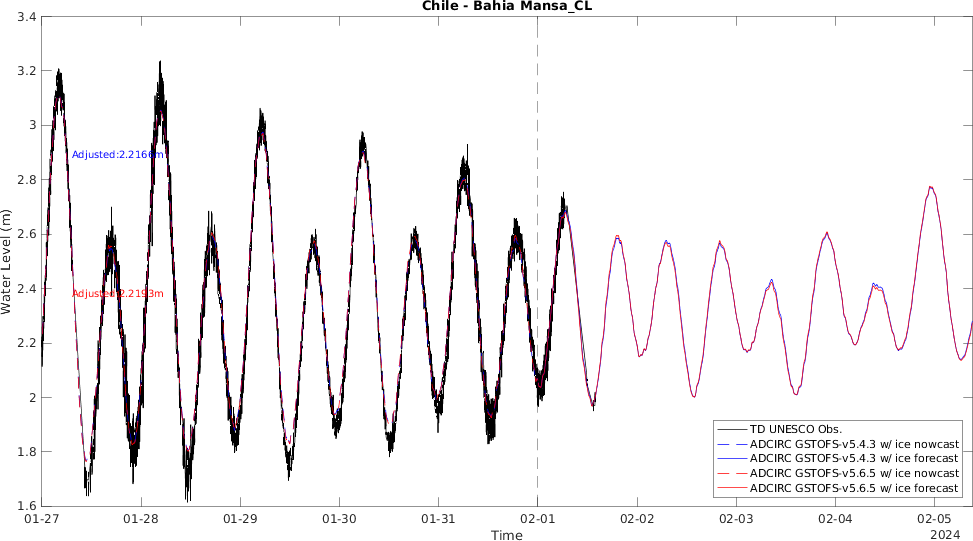 Chile - Bahia Mansa_CL
3.4
3.2
3
2.8
2.6
2.4
2.2
2
1.8
1.6
Water Level (m)
Adjusted:2.2166m
Adjusted:2.2193m
TD UNESCO Obs.
ADCIRC GSTOFS-v5.4.3 w/ ice nowcast
ADCIRC GSTOFS-v5.4.3 w/ ice forecast
ADCIRC GSTOFS-v5.6.5 w/ ice nowcast
ADCIRC GSTOFS-v5.6.5 w/ ice forecast
01-27 01-28 01-29 01-30 01-31 02-01 02-02 02-03 02-04 02-05
Time
2024